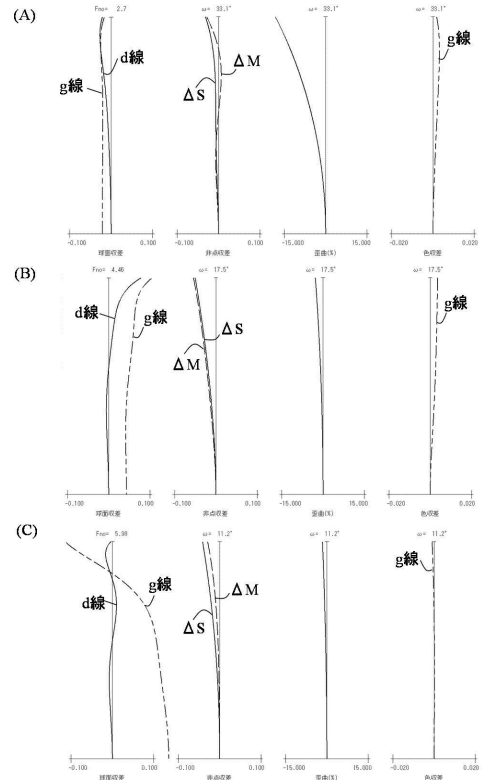 (A)
Fno= 2.7
ω= 33.1°
ω= 33.1°
ω= 33.1°
d線
g線
ΔM
ΔS
g線
-0.100 0.100
球面収差
-0.100 0.100
非点収差
-15.000 15.000
歪曲(%)
-0.020 0.020
色収差
(B)
Fno= 4.46
ω= 17.5°
ω= 17.5°
ω= 17.5°
d線
g線
ΔS
ΔM
g線
-0.100 0.100
球面収差
-0.100 0.100
非点収差
-15.000 15.000
歪曲(%)
-0.020 0.020
色収差
(C)
ω= 11.2°
ω= 11.2°
ω= 11.2°
g線
d線
g線
ΔM
ΔS
-0.100 0.100
球面収差
-0.100 0.100
非点収差
-15.000 15.000
歪曲(%)
-0.020 0.020
色収差